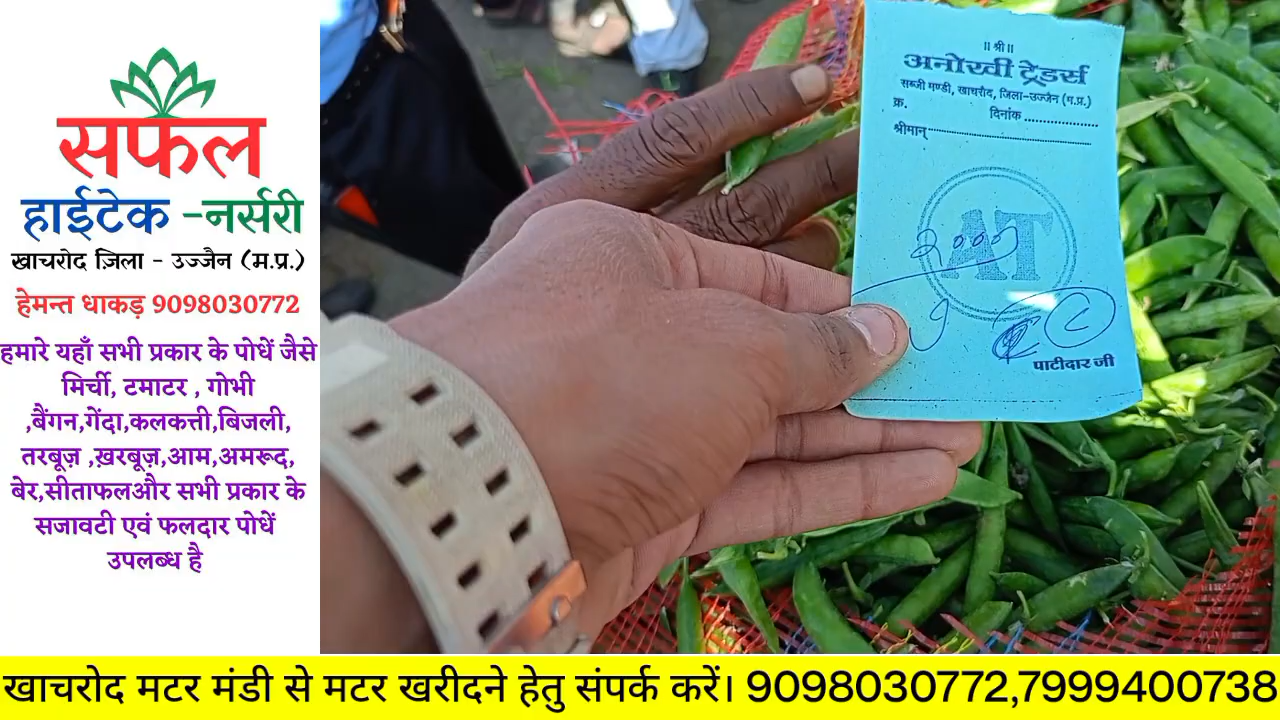 सफल
हाईटेक -नर्सरी
खाचरोद ज़िला - उज्जैन (म.प्र.)
हेमन्त धाकड़ 9098030772
हमारे यहाँ सभी प्रकार के पोधें जैसे
मिर्ची, टमाटर , गोभी
,बैंगन,गेंदा,कलकत्ती,बिजली,
तरबूज़ ,ख़रबूज़,आम,अमरूद,
बेर,सीताफलऔर सभी प्रकार के
सजावटी एवं फलदार पोधें
उपलब्ध है
॥ श्री ॥
अनोखी ट्रेडर्स
सब्जी मण्डी, खाचरौद, जिला-उज्जैन (म.प्र.)
क्र. दिनांक ...................
श्रीमान् ..........................................
AT
पाटीदार जी
खाचरोद मटर मंडी से मटर खरीदने हेतु संपर्क करें। 9098030772,7999400738